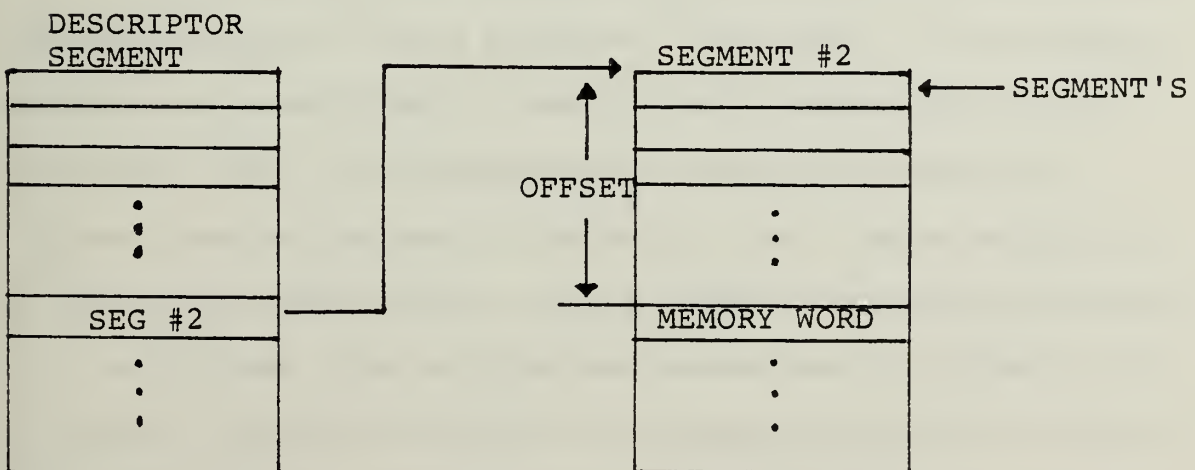 DESCRIPTOR
SEGMENT
SEGMENT #2
SEGMENT'S
OFFSET
SEG #2
MEMORY WORD